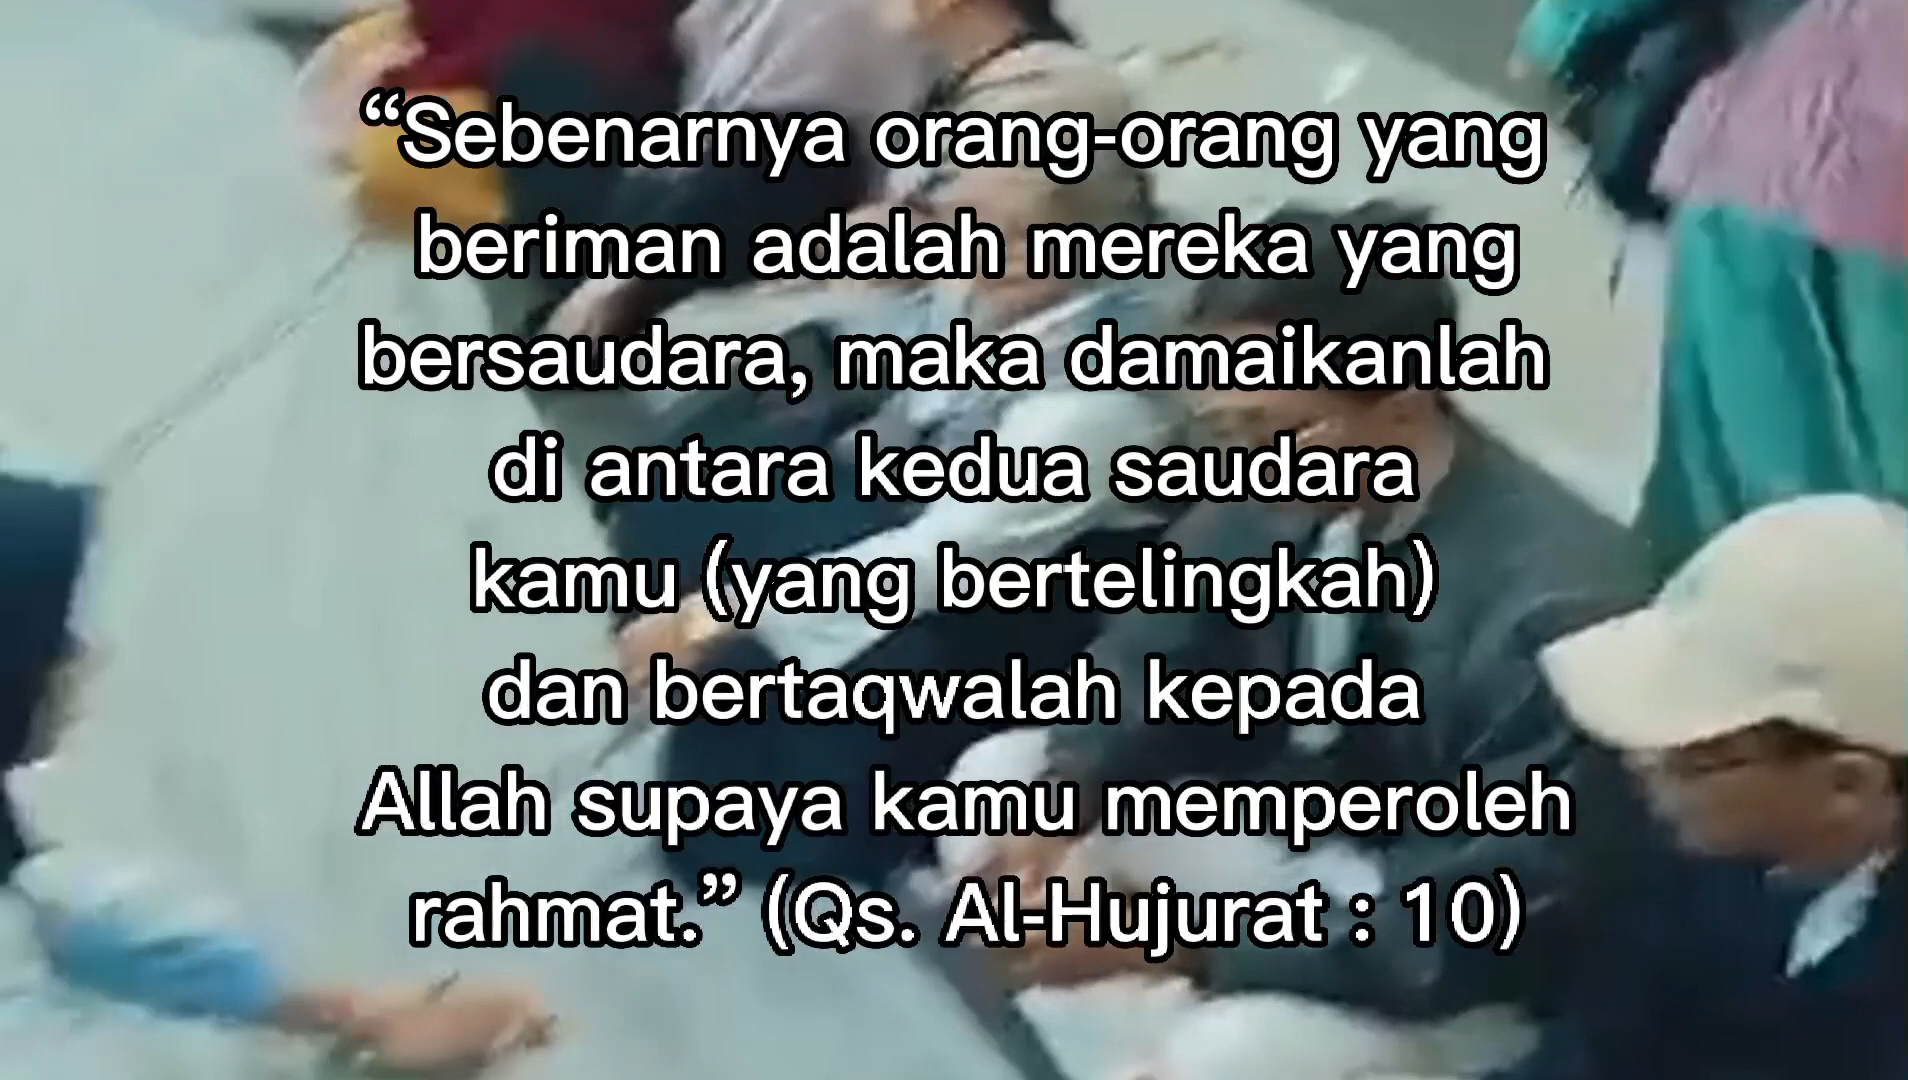 “Sebenarnya orang-orang yang
beriman adalah mereka yang
bersaudara, maka damaikanlah
di antara kedua saudara
kamu (yang bertelingkah)
dan bertaqwalah kepada
Allah supaya kamu memperoleh
rahmat.” (Qs. Al-Hujurat : 10)